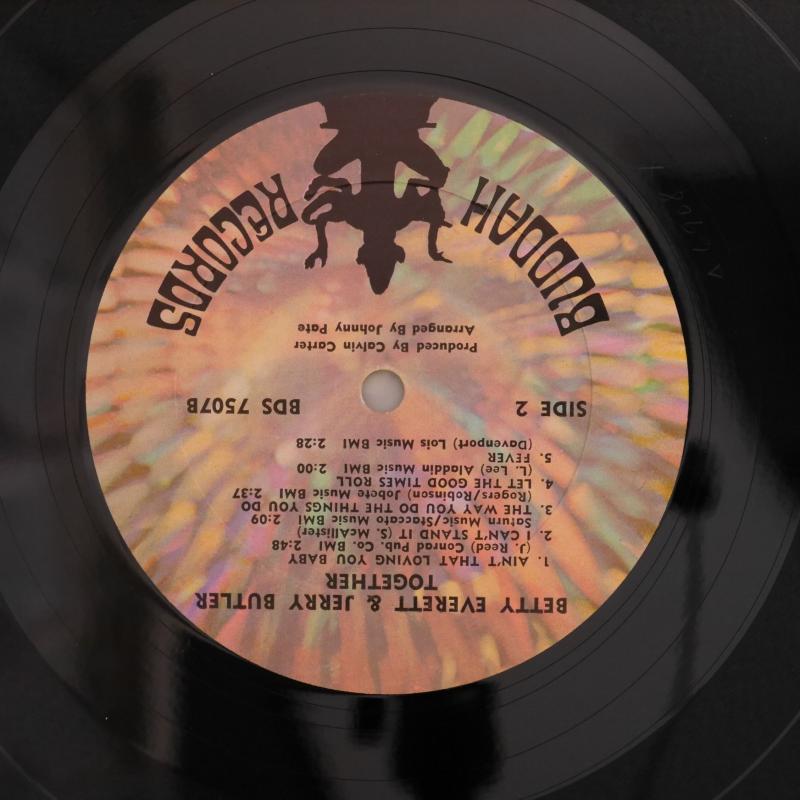 BUDDAH RECORDS
Arranged By Johnny Pate
Produced By Calvin Carter
SIDE 2 BDS 7507B
BETTY EVERETT & JERRY BUTLER
TOGETHER
1. AIN'T THAT LOVING YOU BABY
(J. Reed) Conrad Pub. Co. BMI 2:48
2. I CAN'T STAND IT (S. McAllister)
Saturn Music/Staccato Music BMI 2:09
3. THE WAY YOU DO THE THINGS YOU DO
(Rogers/Robinson) Jobete Music BMI 2:37
4. LET THE GOOD TIMES ROLL
(L. Lee) Aladdin Music BMI 2:00
5. FEVER
(Davenport) Lois Music BMI 2:28